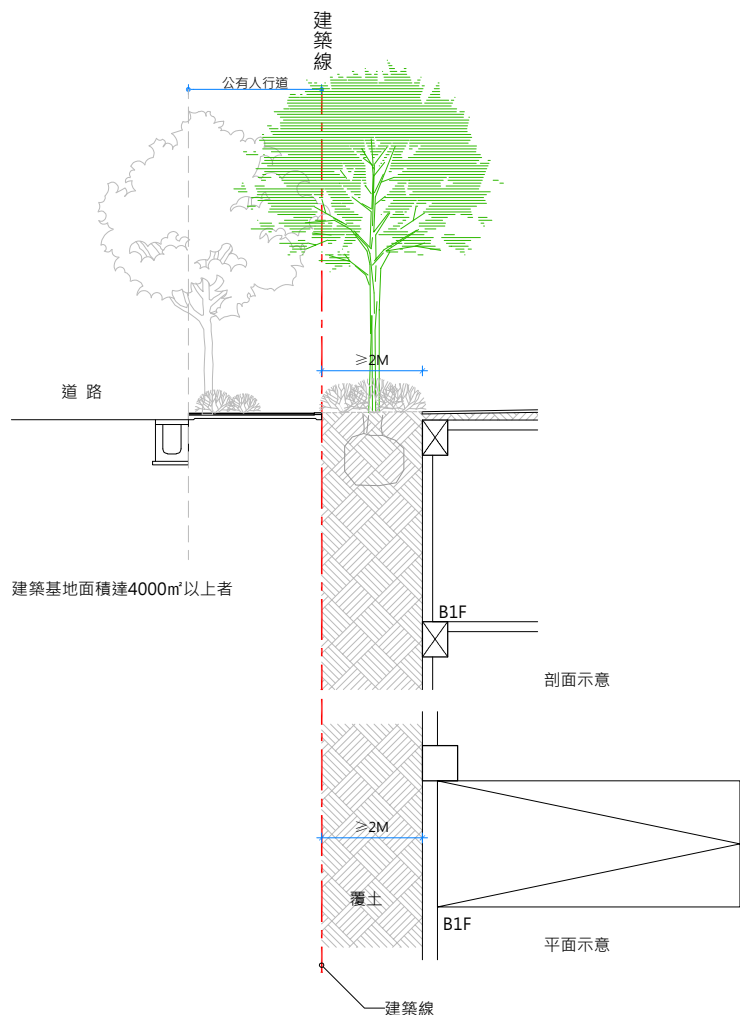 建築線
公有人行道
≥2M
道路
建築基地面積達4000㎡以上者
B1F
剖面示意
≥2M
覆土
B1F
平面示意
建築線